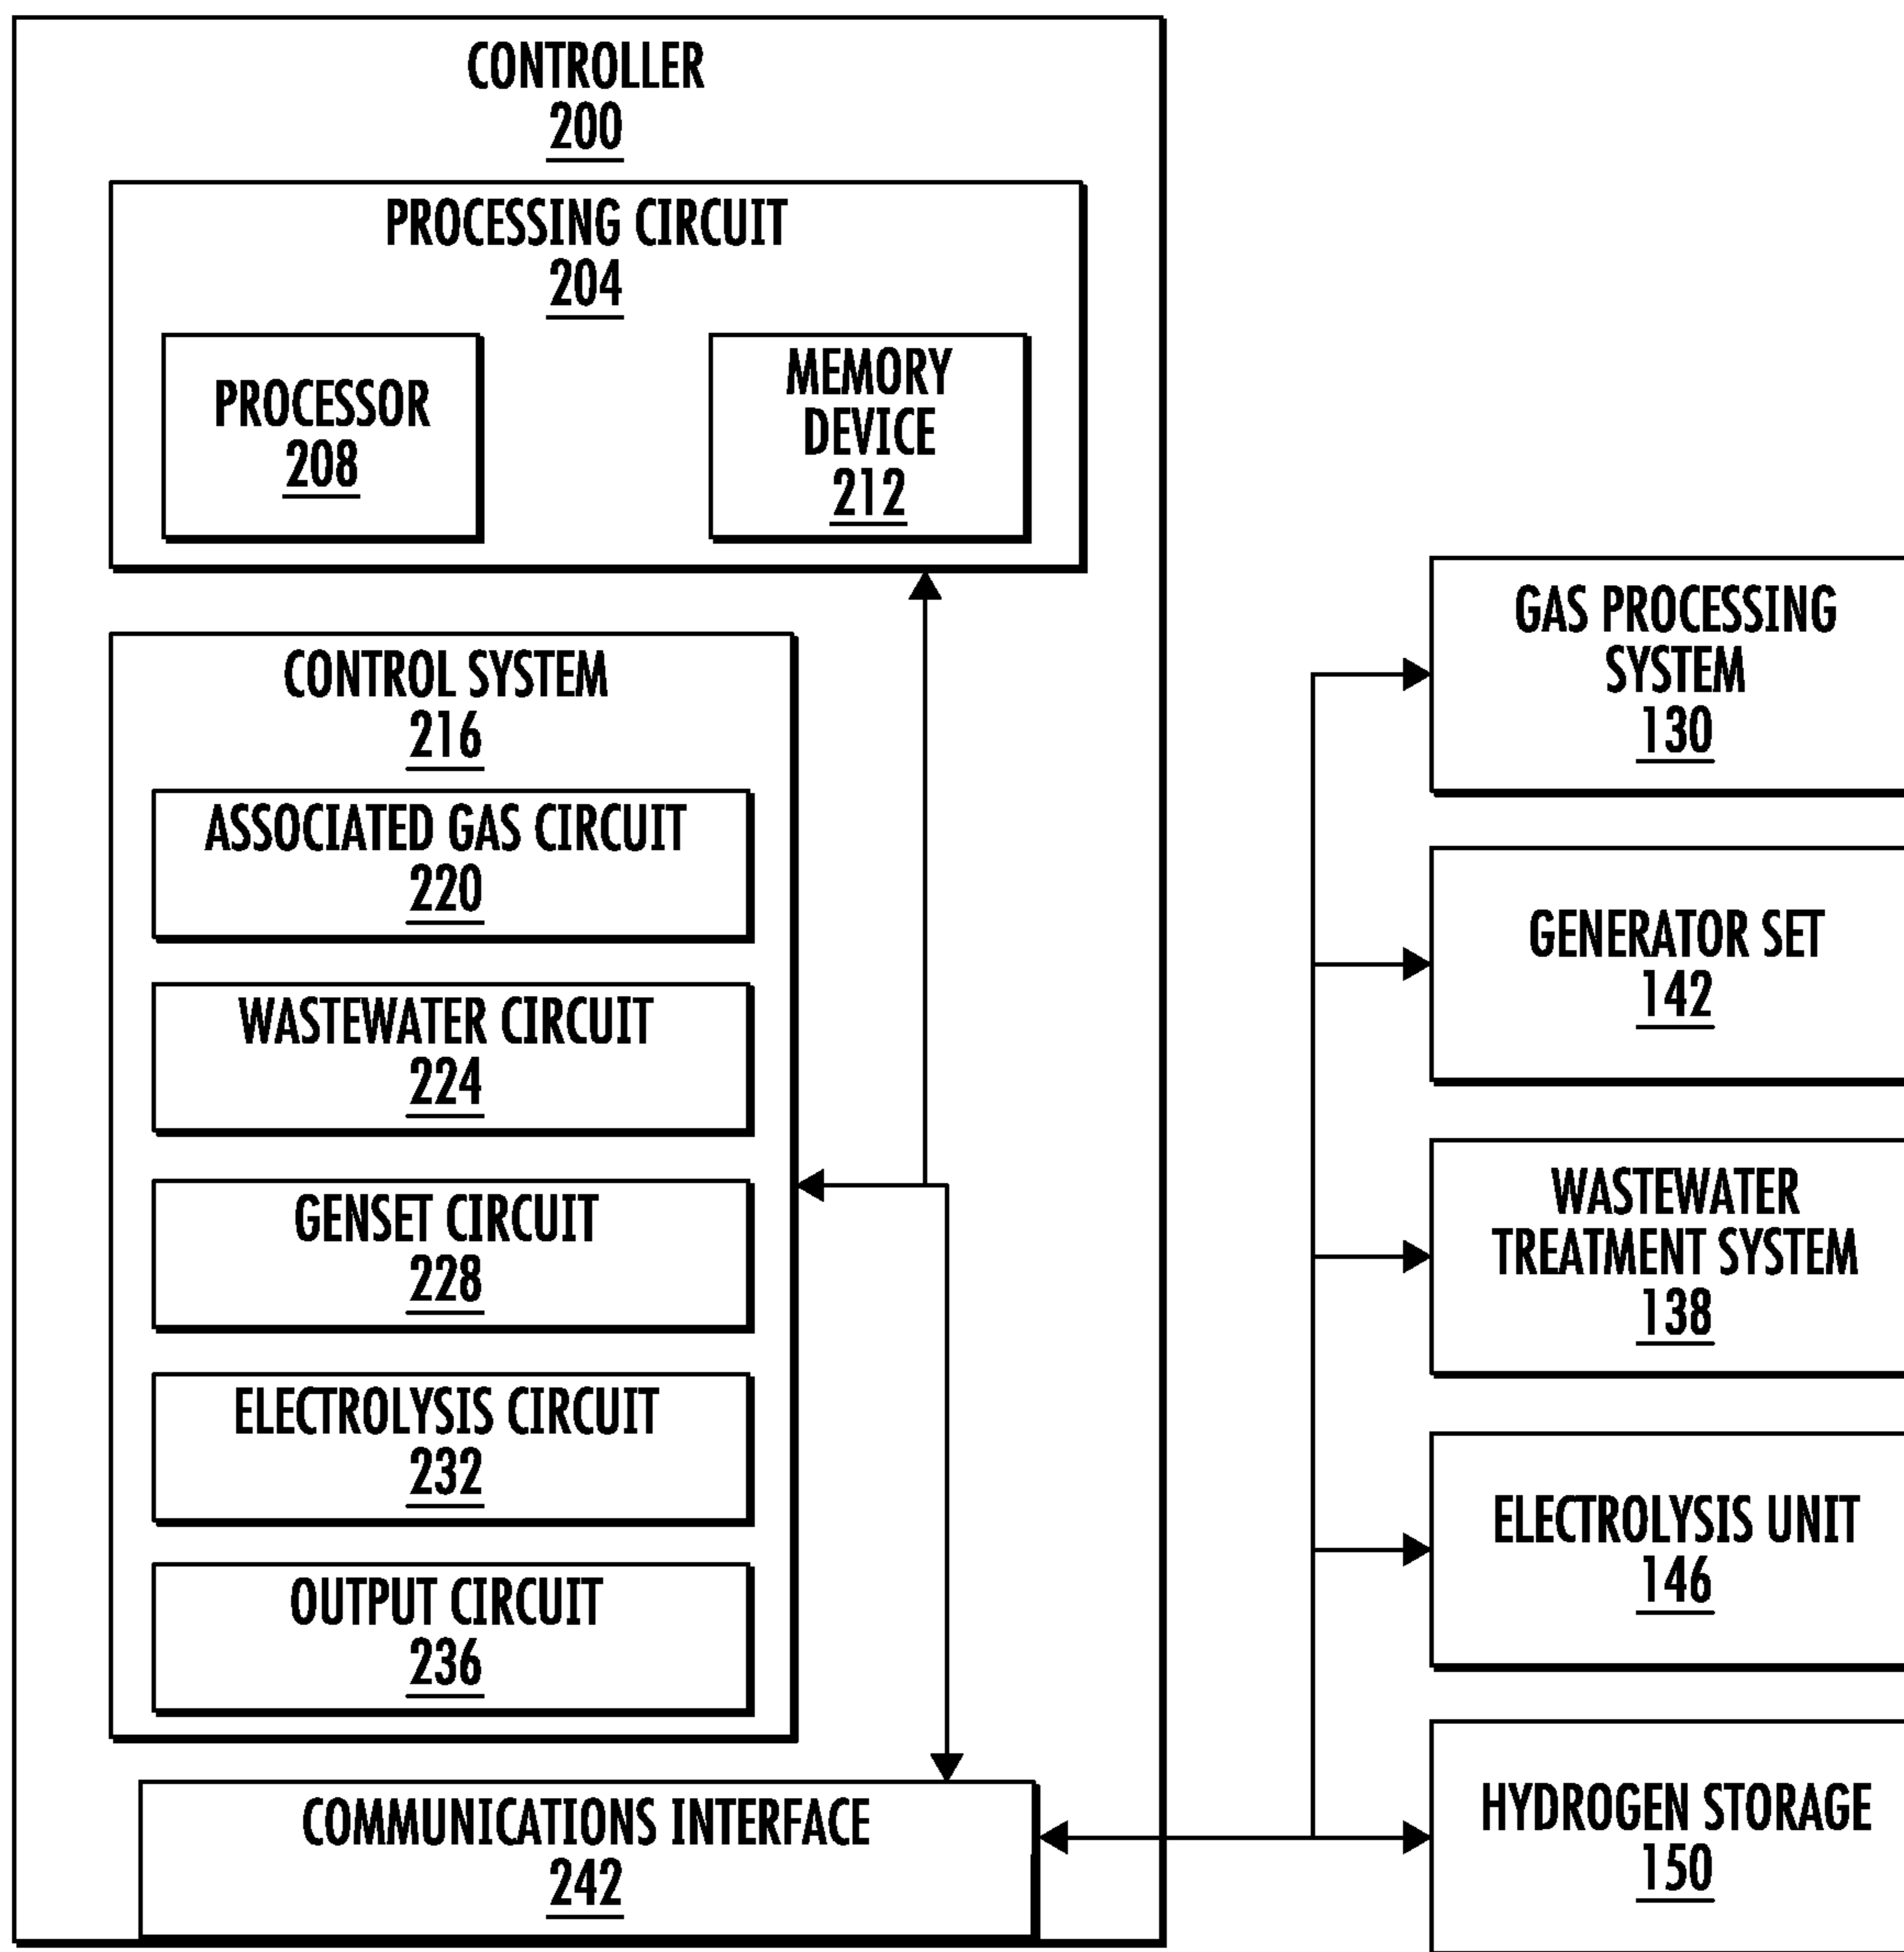 CONTROLLER
200
PROCESSING CIRCUIT
204
PROCESSOR
208
MEMORY
DEVICE
212
CONTROL SYSTEM
216
ASSOCIATED GAS CIRCUIT
220
WASTEWATER CIRCUIT
224
GENSET CIRCUIT
228
ELECTROLYSIS CIRCUIT
232
OUTPUT CIRCUIT
236
COMMUNICATIONS INTERFACE
242
GAS PROCESSING
SYSTEM
130
GENERATOR SET
142
WASTEWATER
TREATMENT SYSTEM
138
ELECTROLYSIS UNIT
146
HYDROGEN STORAGE
150